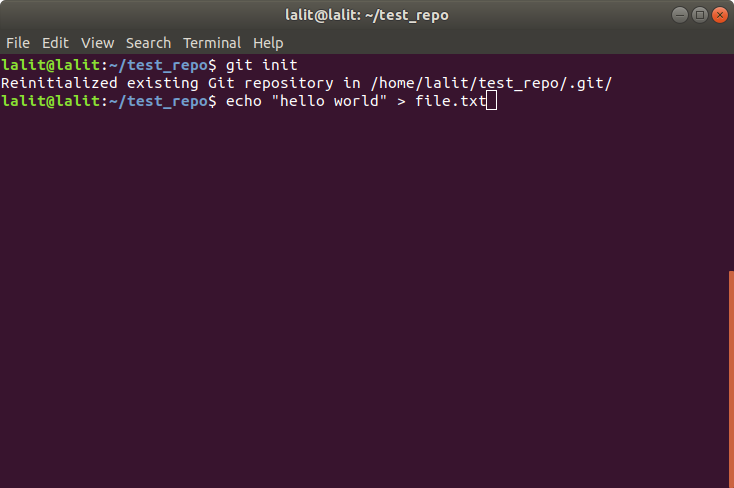 lalit@lalit: ~/test_repo
File Edit View Search Terminal Help
lalit@lalit:~/test_repo$ git init
Reinitialized existing Git repository in /home/lalit/test_repo/.git/
lalit@lalit:~/test_repo$ echo "hello world" > file.txt